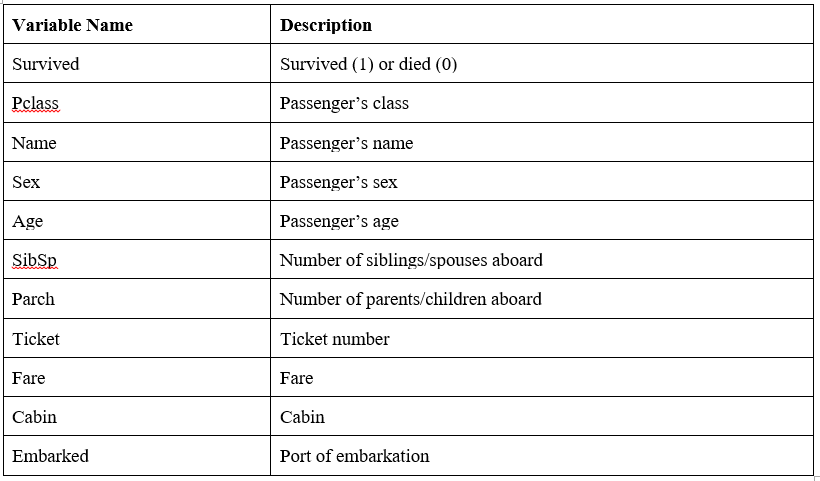 Variable Name Description
Survived Survived (1) or died (0)
Pclass Passenger’s class
Name Passenger’s name
Sex Passenger’s sex
Age Passenger’s age
SibSp Number of siblings/spouses aboard
Parch Number of parents/children aboard
Ticket Ticket number
Fare Fare
Cabin Cabin
Embarked Port of embarkation